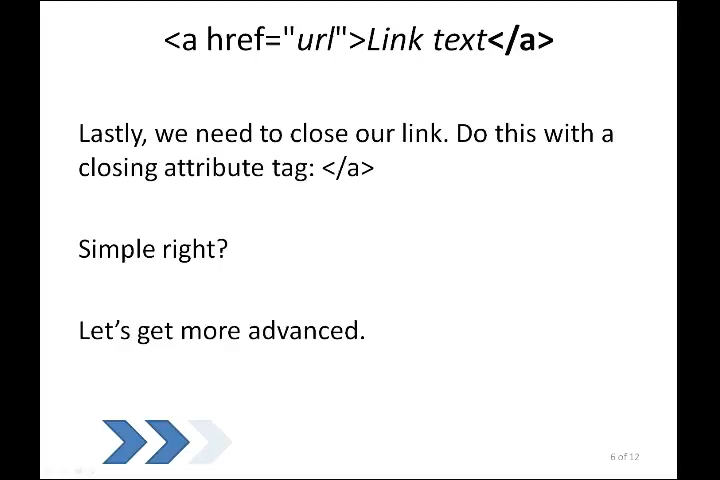 <a href="url">Link text</a>
Lastly, we need to close our link. Do this with a
closing attribute tag: </a>
Simple right?
Let's get more advanced.
6 of 12